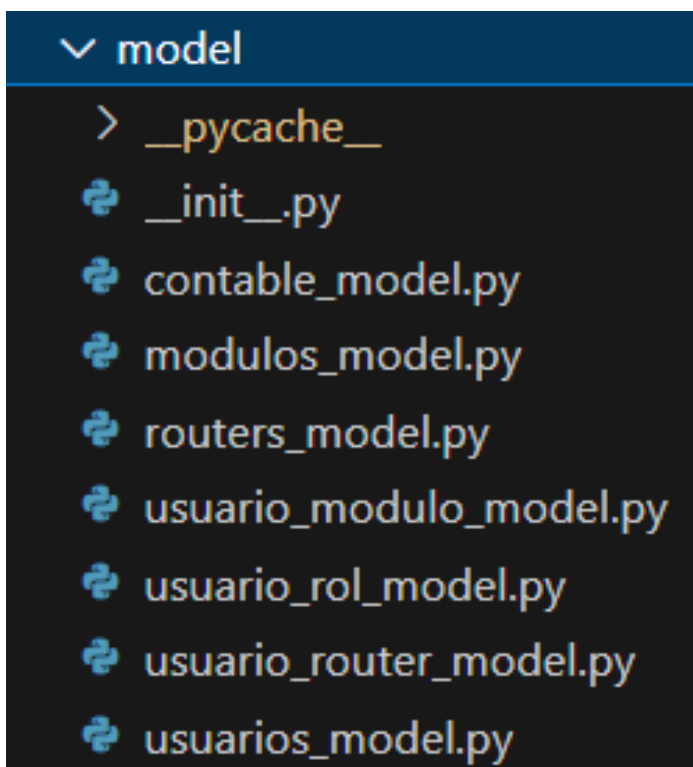 model
__pycache__
__init__.py
contable_model.py
modulos_model.py
routers_model.py
usuario_modulo_model.py
usuario_rol_model.py
usuario_router_model.py
usuarios_model.py